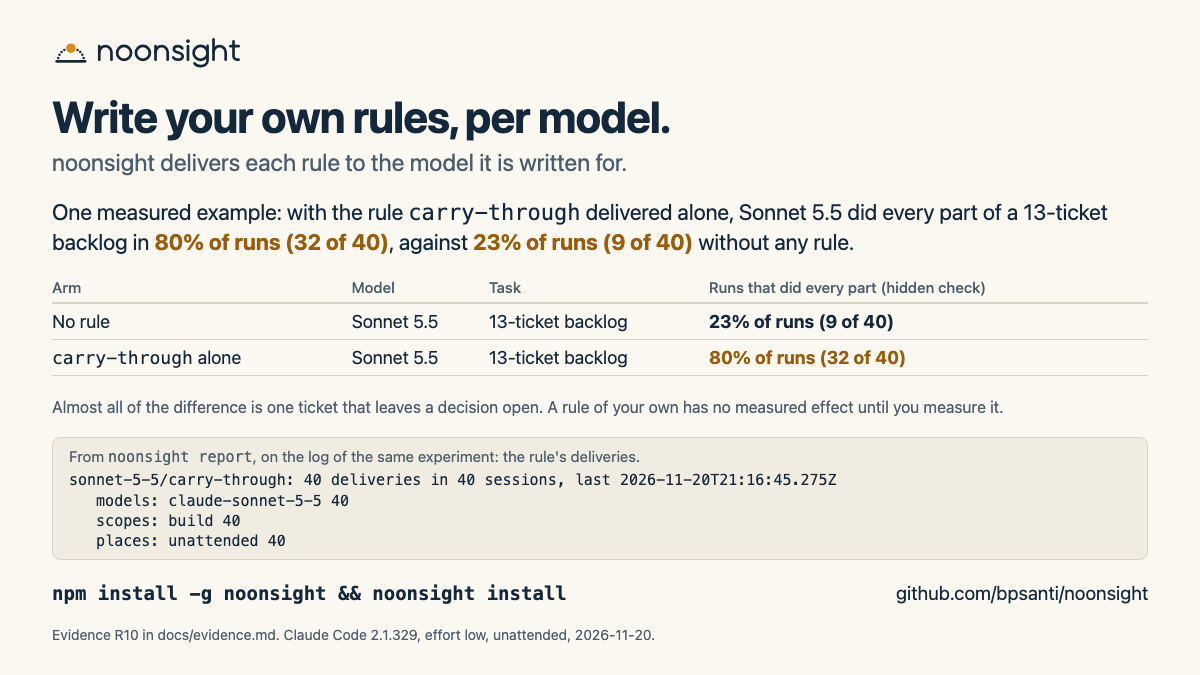 noonsight
Write your own rules, per model.
noonsight delivers each rule to the model it is written for.
One measured example: with the rule carry-through delivered alone, Sonnet 5.5 did every part of a 13-ticket
backlog in 80% of runs (32 of 40), against 23% of runs (9 of 40) without any rule.
Arm Model Task Runs that did every part (hidden check)
No rule Sonnet 5.5 13-ticket backlog 23% of runs (9 of 40)
carry-through alone Sonnet 5.5 13-ticket backlog 80% of runs (32 of 40)
Almost all of the difference is one ticket that leaves a decision open. A rule of your own has no measured effect until you measure it.
From noonsight report, on the log of the same experiment: the rule's deliveries.
sonnet-5-5/carry-through: 40 deliveries in 40 sessions, last 2026-11-20T21:16:45.275Z
models: claude-sonnet-5-5 40
scopes: build 40
places: unattended 40
npm install -g noonsight && noonsight install github.com/bpsanti/noonsight
Evidence R10 in docs/evidence.md. Claude Code 2.1.329, effort low, unattended, 2026-11-20.